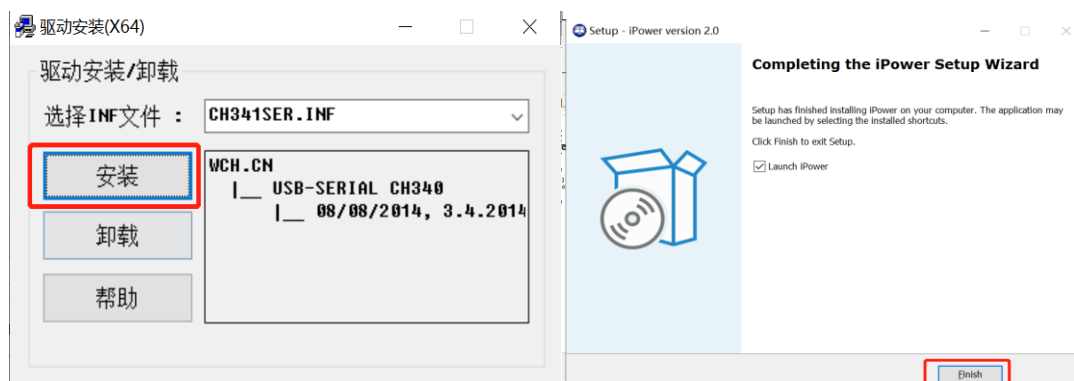 驱动安装(X64)
驱动安装/卸载
选择INF文件 :
CH341SER.INF
安装
卸载
帮助
WCH.CN
|__ USB-SERIAL CH340
|__ 08/08/2014, 3.4.2014
Setup - iPower version 2.0
Completing the iPower Setup Wizard
Setup has finished installing iPower on your computer. The application may
be launched by selecting the installed shortcuts.
Click Finish to exit Setup.
Launch iPower
Finish